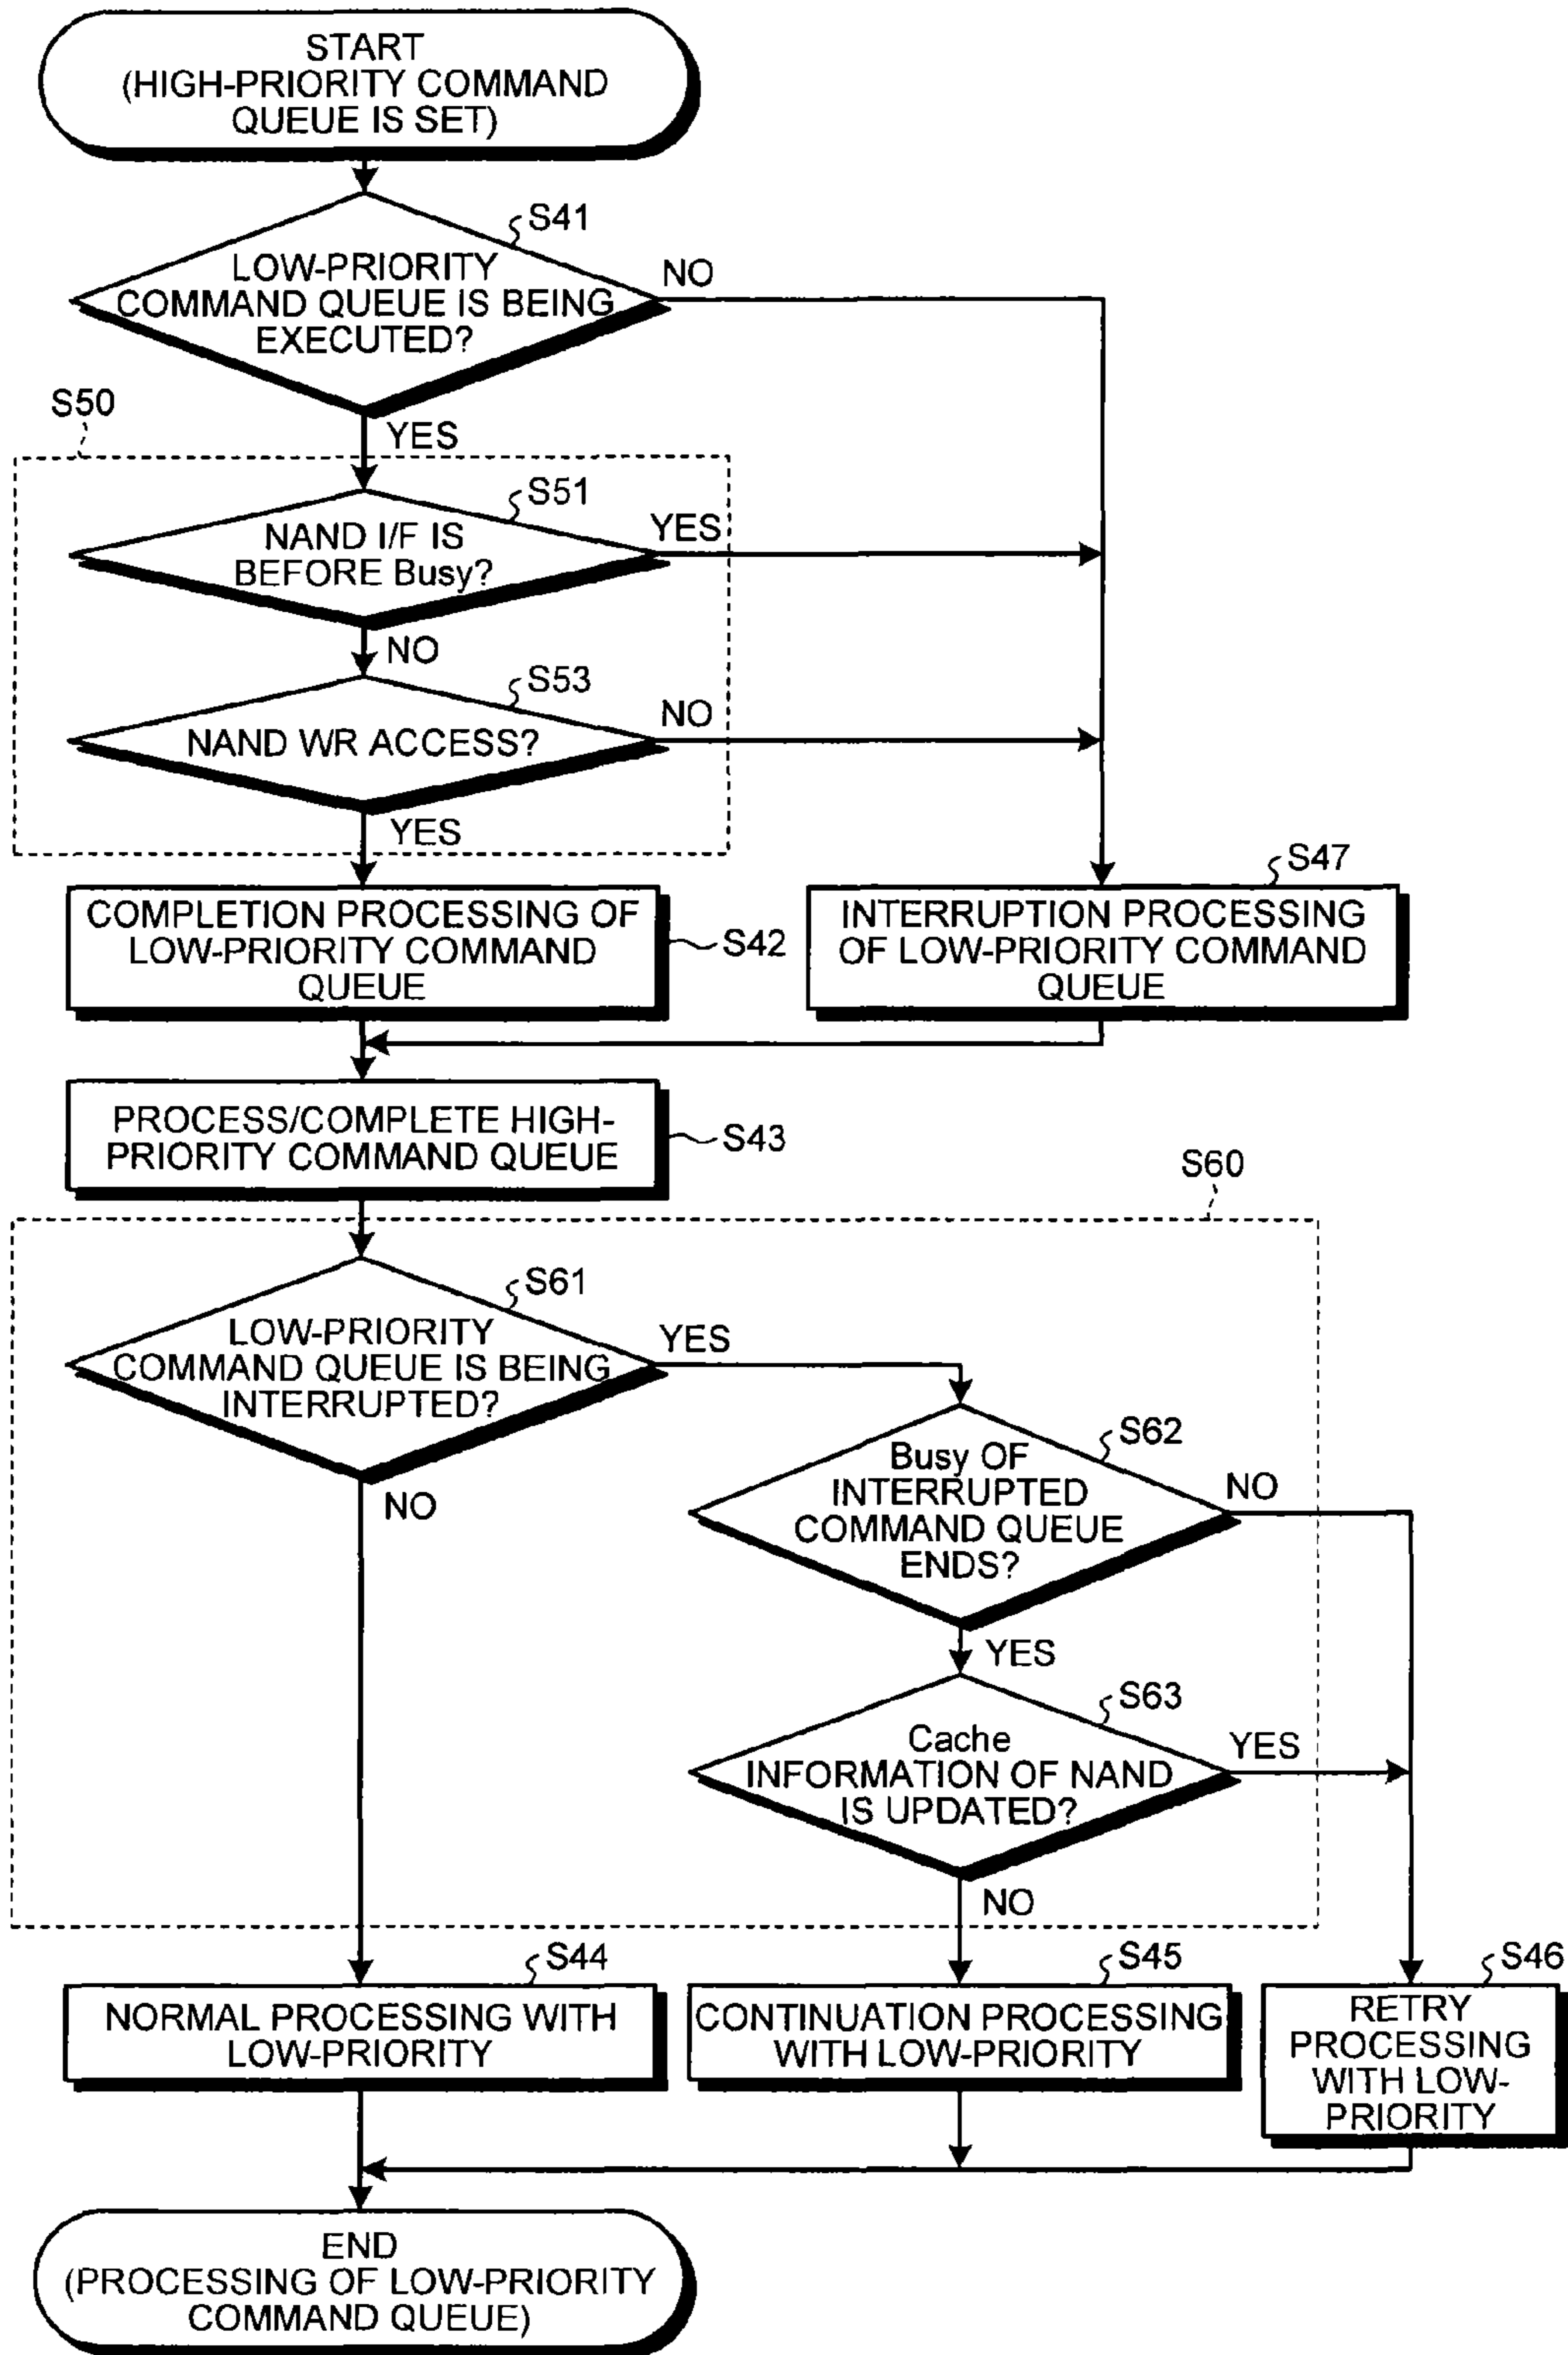 START
(HIGH-PRIORITY COMMAND
QUEUE IS SET)
S41
LOW-PRIORITY
COMMAND QUEUE IS BEING
EXECUTED?
NO
YES
S50
S51
NAND I/F IS
BEFORE Busy?
YES
NO
S53
NAND WR ACCESS?
NO
YES
COMPLETION PROCESSING OF
LOW-PRIORITY COMMAND
QUEUE
S42
S47
INTERRUPTION PROCESSING
OF LOW-PRIORITY COMMAND
QUEUE
PROCESS/COMPLETE HIGH-
PRIORITY COMMAND QUEUE
S43
S60
S61
LOW-PRIORITY
COMMAND QUEUE IS BEING
INTERRUPTED?
YES
NO
S62
Busy OF
INTERRUPTED
COMMAND QUEUE
ENDS?
NO
YES
S63
Cache
INFORMATION OF NAND
IS UPDATED?
YES
NO
S44
NORMAL PROCESSING WITH
LOW-PRIORITY
S45
CONTINUATION PROCESSING
WITH LOW-PRIORITY
S46
RETRY
PROCESSING
WITH LOW-
PRIORITY
END
(PROCESSING OF LOW-PRIORITY
COMMAND QUEUE)